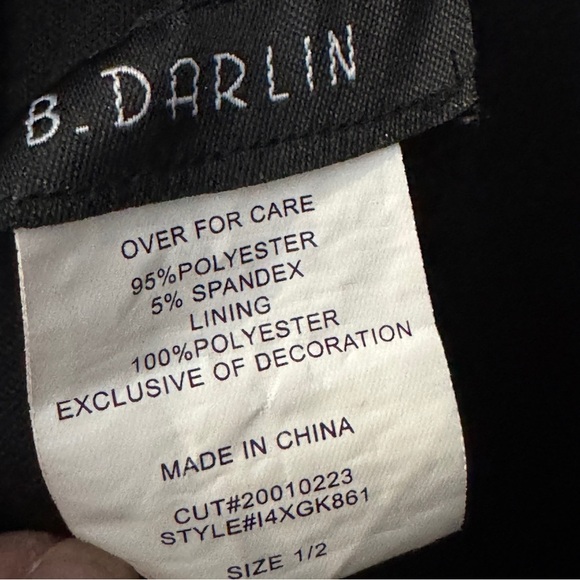 B. DARLIN
OVER FOR CARE
95%POLYESTER
5% SPANDEX
LINING
100%POLYESTER
EXCLUSIVE OF DECORATION
MADE IN CHINA
CUT#20010223
STYLE#I4XGK861
SIZE 1/2